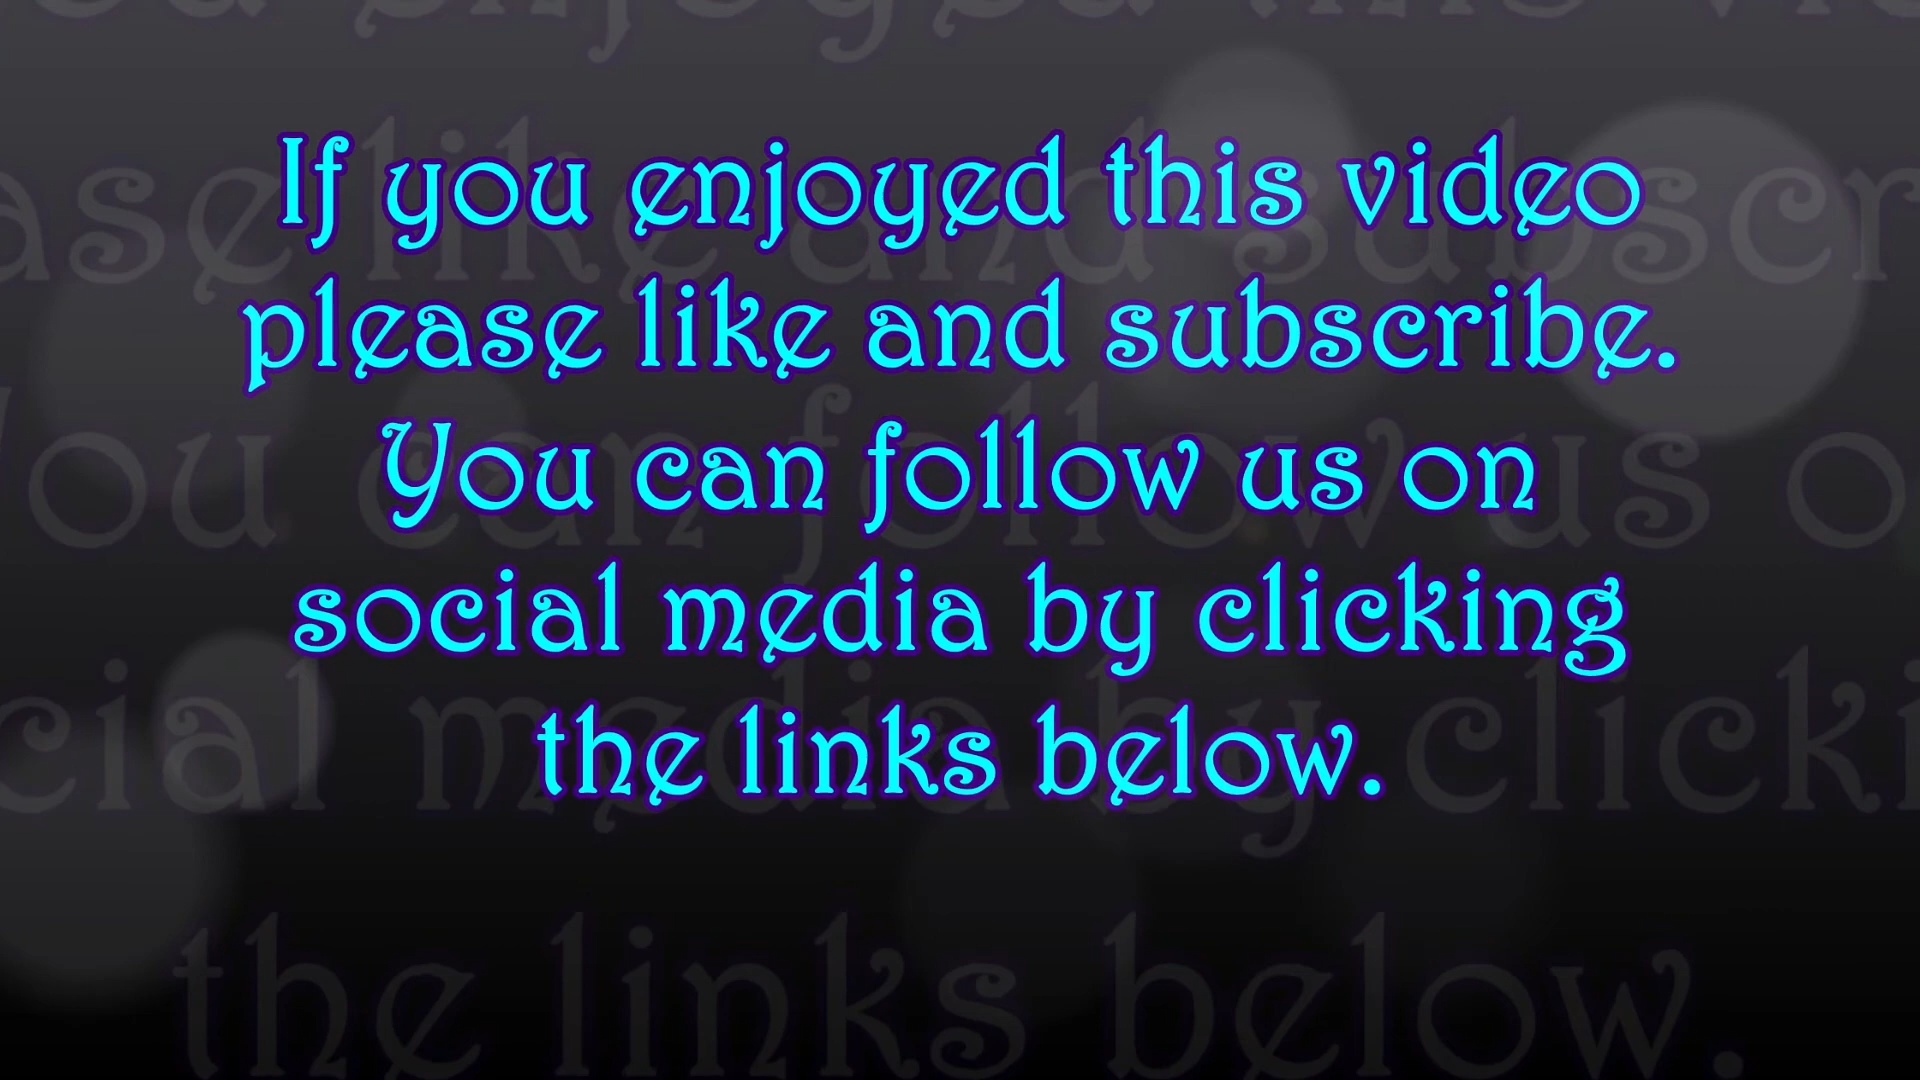 If you enjoyed this video
please like and subscribe.
You can follow us on
social media by clicking
the links below.